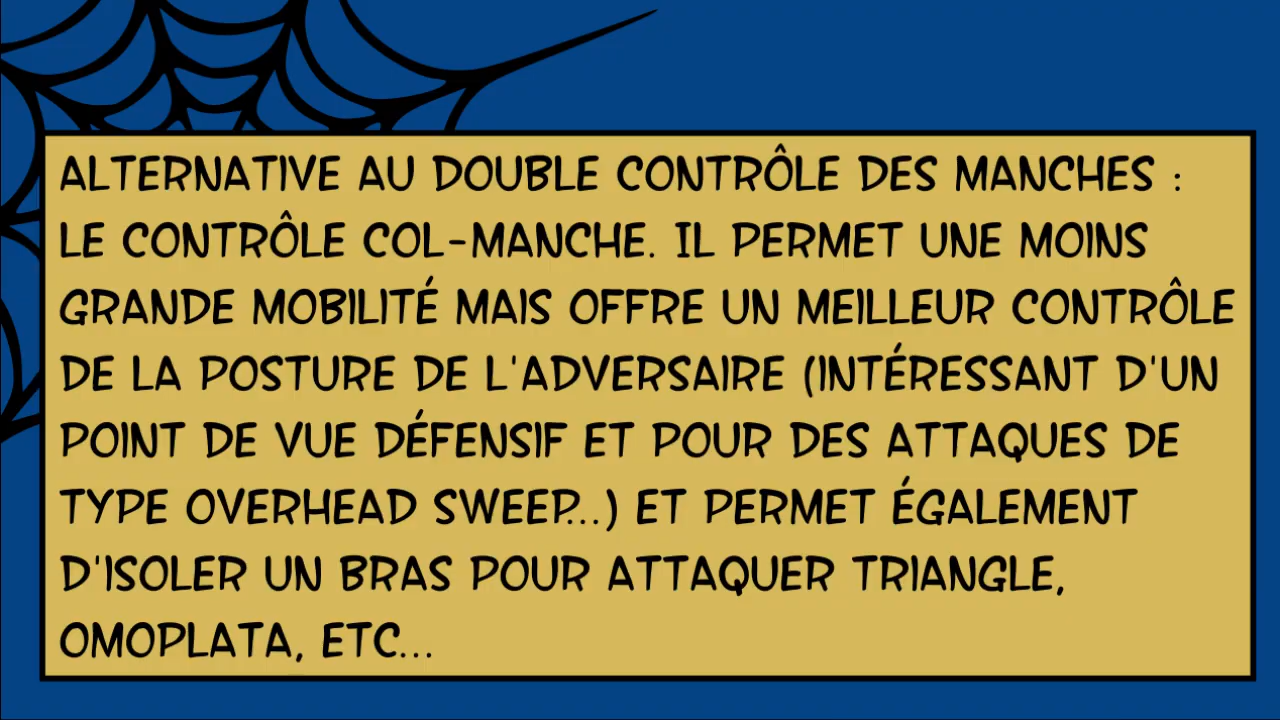 ALTERNATIVE AU DOUBLE CONTRÔLE DES MANCHES :
LE CONTRÔLE COL-MANCHE. IL PERMET UNE MOINS
GRANDE MOBILITÉ MAIS OFFRE UN MEILLEUR CONTRÔLE
DE LA POSTURE DE L'ADVERSAIRE (INTÉRESSANT D'UN
POINT DE VUE DÉFENSIF ET POUR DES ATTAQUES DE
TYPE OVERHEAD SWEEP...) ET PERMET ÉGALEMENT
D'ISOLER UN BRAS POUR ATTAQUER TRIANGLE,
OMOPLATA, ETC...